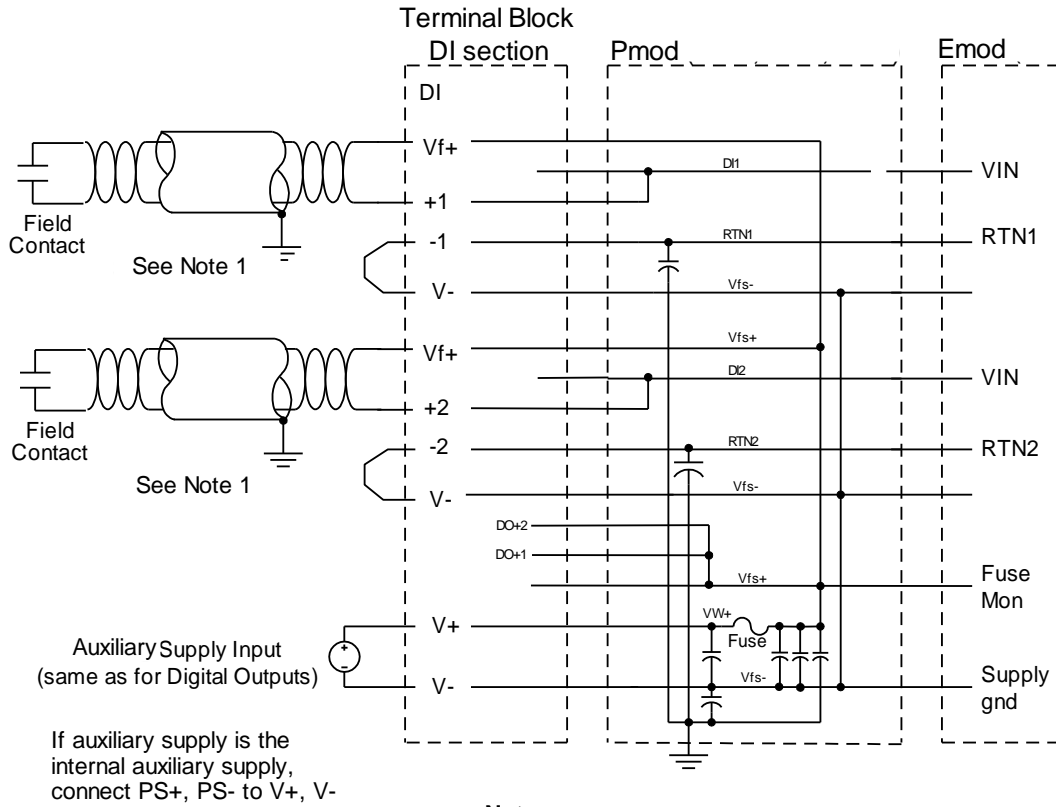 Terminal Block
DI section
Pmod
Emod
DI
Vf+
DI1
VIN
+1
Field
Contact
-1
RTN1
RTN1
See Note 1
V-
Vfs-
Vf+
Vfs+
DI2
VIN
+2
Field
Contact
-2
RTN2
RTN2
See Note 1
V-
Vfs-
DO+2
DO+1
Vfs+
Fuse
Mon
V+
VW+
Fuse
Auxiliary Supply Input
(same as for Digital Outputs)
+
-
V-
Vfs-
Supply
gnd
If auxiliary supply is the
internal auxiliary supply,
connect PS+, PS- to V+, V-